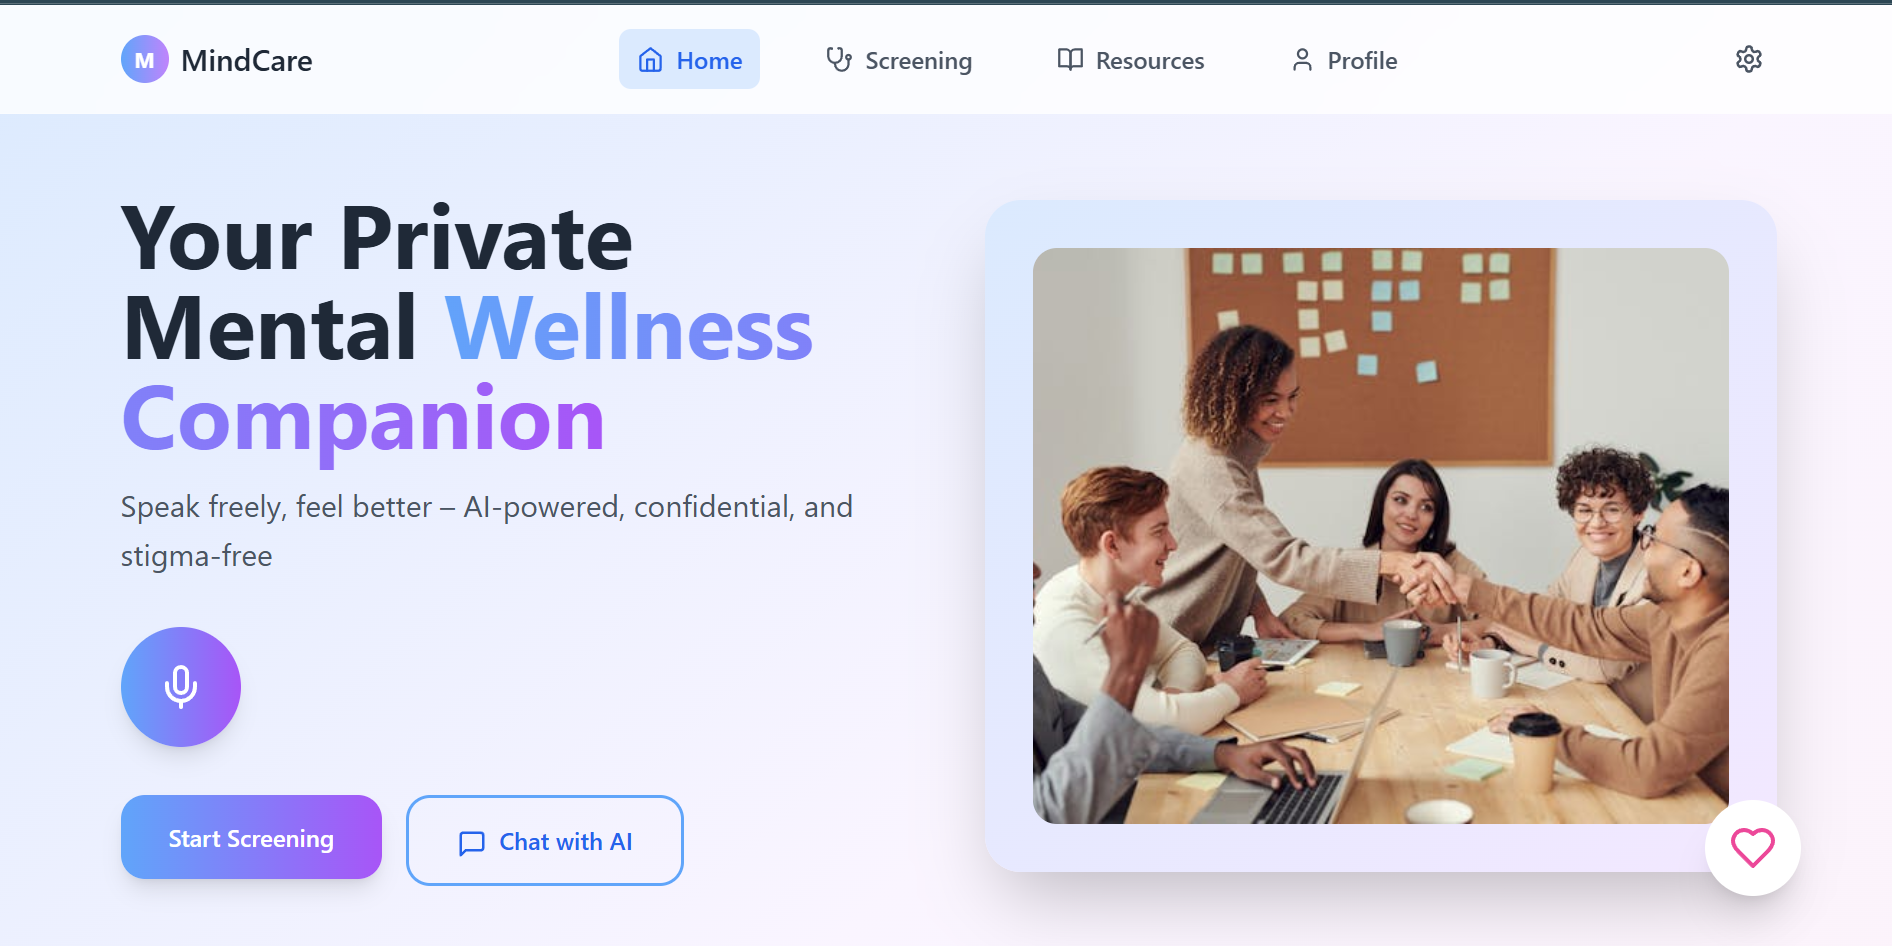 M MindCare
Home
Screening
Resources
Profile
Your Private
Mental Wellness
Companion
Speak freely, feel better – AI-powered, confidential, and
stigma-free
Start Screening
Chat with AI